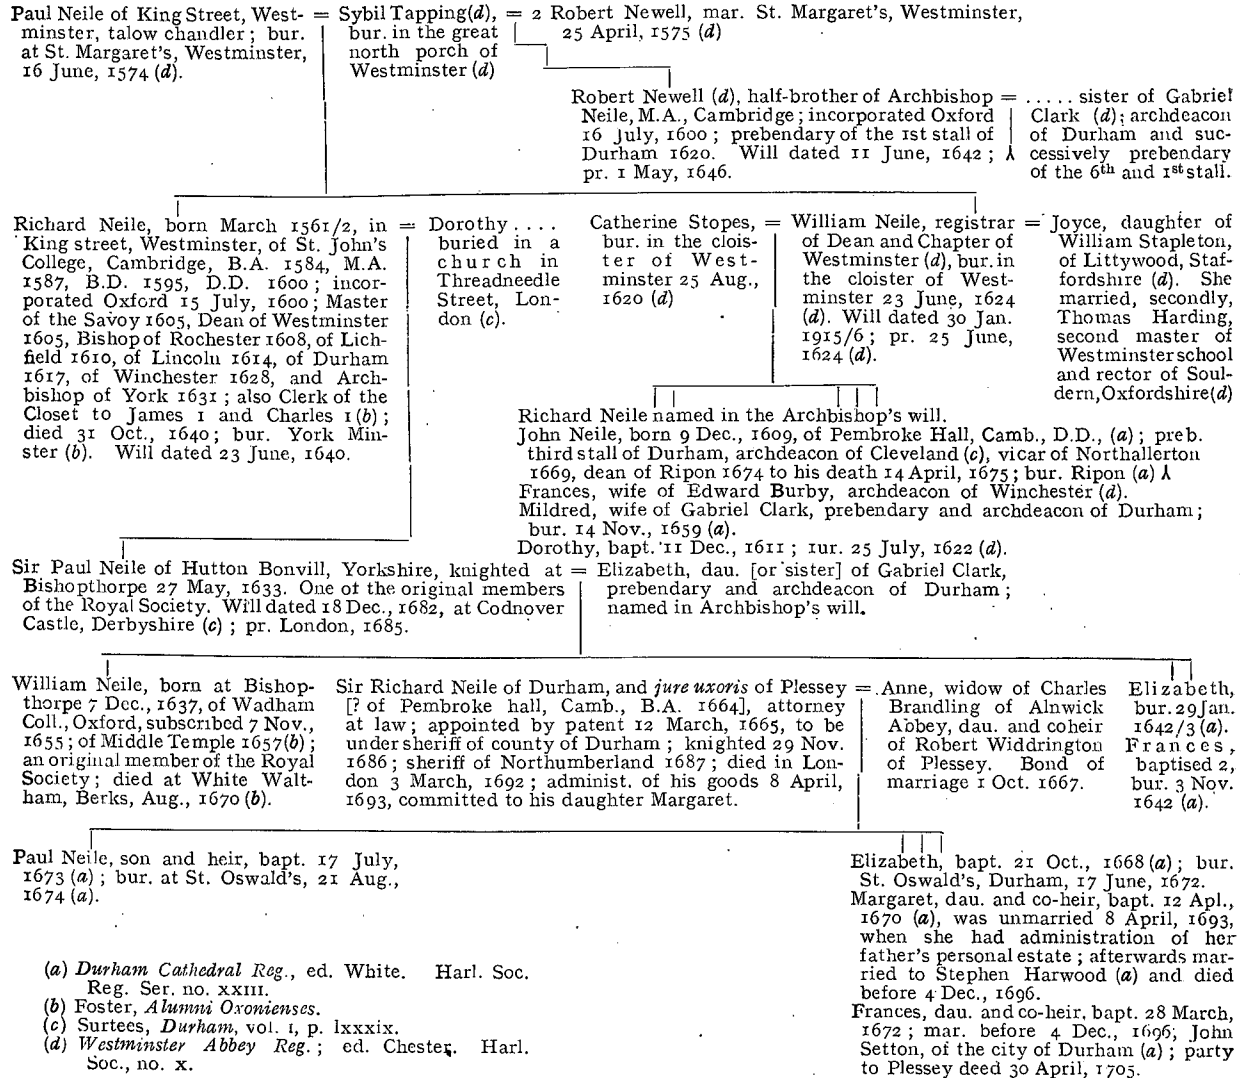 Paul Neile of King Street, West-
minster, talow chandler ; bur.
at St. Margaret's, Westminster,
16 June, 1574 (d).
= Sybil Tapping(d), =
bur. in the great
north porch of
Westminster (d)
2 Robert Newell, mar. St. Margaret's, Westminster,
25 April, 1575 (d)
Robert Newell (d), half-brother of Archbishop =
Neile, M.A., Cambridge ; incorporated Oxford
16 July, 1600 ; prebendary of the 1st stall of
Durham 1620. Will dated 11 June, 1642 ;
pr. 1 May, 1646.
. . . . . sister of Gabriel
Clark (d); archdeacon
of Durham and suc-
cessively prebendary
of the 6th and 1st stall.
Richard Neile, born March 1561/2, in =
King street, Westminster, of St. John's
College, Cambridge, B.A. 1584, M.A.
1587, B.D. 1595, D.D. 1600 ; incor-
porated Oxford 15 July, 1600 ; Master
of the Savoy 1605, Dean of Westminster
1605, Bishop of Rochester 1608, of Lich-
field 1610, of Lincoln 1614, of Durham
1617, of Winchester 1628, and Arch-
bishop of York 1631 ; also Clerk of the
Closet to James 1 and Charles 1 (b) ;
died 31 Oct., 1640 ; bur. York Min-
ster (b). Will dated 23 June, 1640.
Dorothy . . . .
buried in a
church in
Threadneedle
Street, Lon-
don (c).
Catherine Stopes, =
bur. in the clois-
ter of West-
minster 25 Aug.,
1620 (d)
William Neile, registrar =
of Dean and Chapter of
Westminster (d), bur. in
the cloister of West-
minster 23 June, 1624
(d). Will dated 30 Jan.
1915/6 ; pr. 25 June,
1624 (d).
Joyce, daughter of
William Stapleton,
of Littywood, Staf-
fordshire (d). She
married, secondly,
Thomas Harding,
second master of
Westminster school
and rector of Soul-
dern, Oxfordshire (d)
Richard Neile named in the Archbishop's will.
John Neile, born 9 Dec., 1609, of Pembroke Hall, Camb., D.D., (a) ; preb.
third stall of Durham, archdeacon of Cleveland (c), vicar of Northallerton
1669, dean of Ripon 1674 to his death 14 April, 1675 ; bur. Ripon (a)
Frances, wife of Edward Burby, archdeacon of Winchester (d).
Mildred, wife of Gabriel Clark, prebendary and archdeacon of Durham ;
bur. 14 Nov., 1659 (a).
Dorothy, bapt. 11 Dec., 1611 ; iur. 25 July, 1622 (d).
Sir Paul Neile of Hutton Bonvill, Yorkshire, knighted at =
Bishopthorpe 27 May, 1633. One ot the original members
of the Royal Society. Will dated 18 Dec., 1682, at Codnover
Castle, Derbyshire (c) ; pr. London, 1685.
Elizabeth, dau. [or sister] of Gabriel Clark,
prebendary and archdeacon of Durham ;
named in Archbishop's will.
William Neile, born at Bishop-
thorpe 7 Dec., 1637, of Wadham
Coll., Oxford, subscribed 7 Nov.,
1655 ; of Middle Temple 1657(b) ;
an original member of the Royal
Society ; died at White Walt-
ham, Berks, Aug., 1670 (b).
Sir Richard Neile of Durham, and jure uxoris of Plessey =
[? of Pembroke hall, Camb., B.A. 1664], attorney
at law ; appointed by patent 12 March, 1665, to be
under sheriff of county of Durham ; knighted 29 Nov.
1686 ; sheriff of Northumberland 1687 ; died in Lon-
don 3 March, 1692 ; administ. of his goods 8 April,
1693, committed to his daughter Margaret.
Anne, widow of Charles
Brandling of Alnwick
Abbey, dau. and coheir
of Robert Widdrington
of Plessey. Bond of
marriage 1 Oct. 1667.
Elizabeth,
bur. 29 Jan.
1642/3 (a).
Frances,
baptised 2,
bur. 3 Nov.
1642 (a).
Paul Neile, son and heir, bapt. 17 July,
1673 (a) ; bur. at St. Oswald's, 21 Aug.,
1674 (a).
Elizabeth, bapt. 21 Oct., 1668 (a) ; bur.
St. Oswald's, Durham, 17 June, 1672.
Margaret, dau. and co-heir, bapt. 12 Apl.,
1670 (a), was unmarried 8 April, 1693,
when she had administration of her
father's personal estate ; afterwards mar-
ried to Stephen Harwood (a) and died
before 4 Dec., 1696.
Frances, dau. and co-heir, bapt. 28 March,
1672 ; mar. before 4 Dec., 1696, John
Setton, of the city of Durham (a) ; party
to Plessey deed 30 April, 1705.
(a) Durham Cathedral Reg., ed. White. Harl. Soc.
Reg. Ser. no. XXIII.
(b) Foster, Alumni Oxonienses.
(c) Surtees, Durham, vol. 1, p. lxxxix.
(d) Westminster Abbey Reg. ; ed. Chester. Harl.
Soc., no. x.